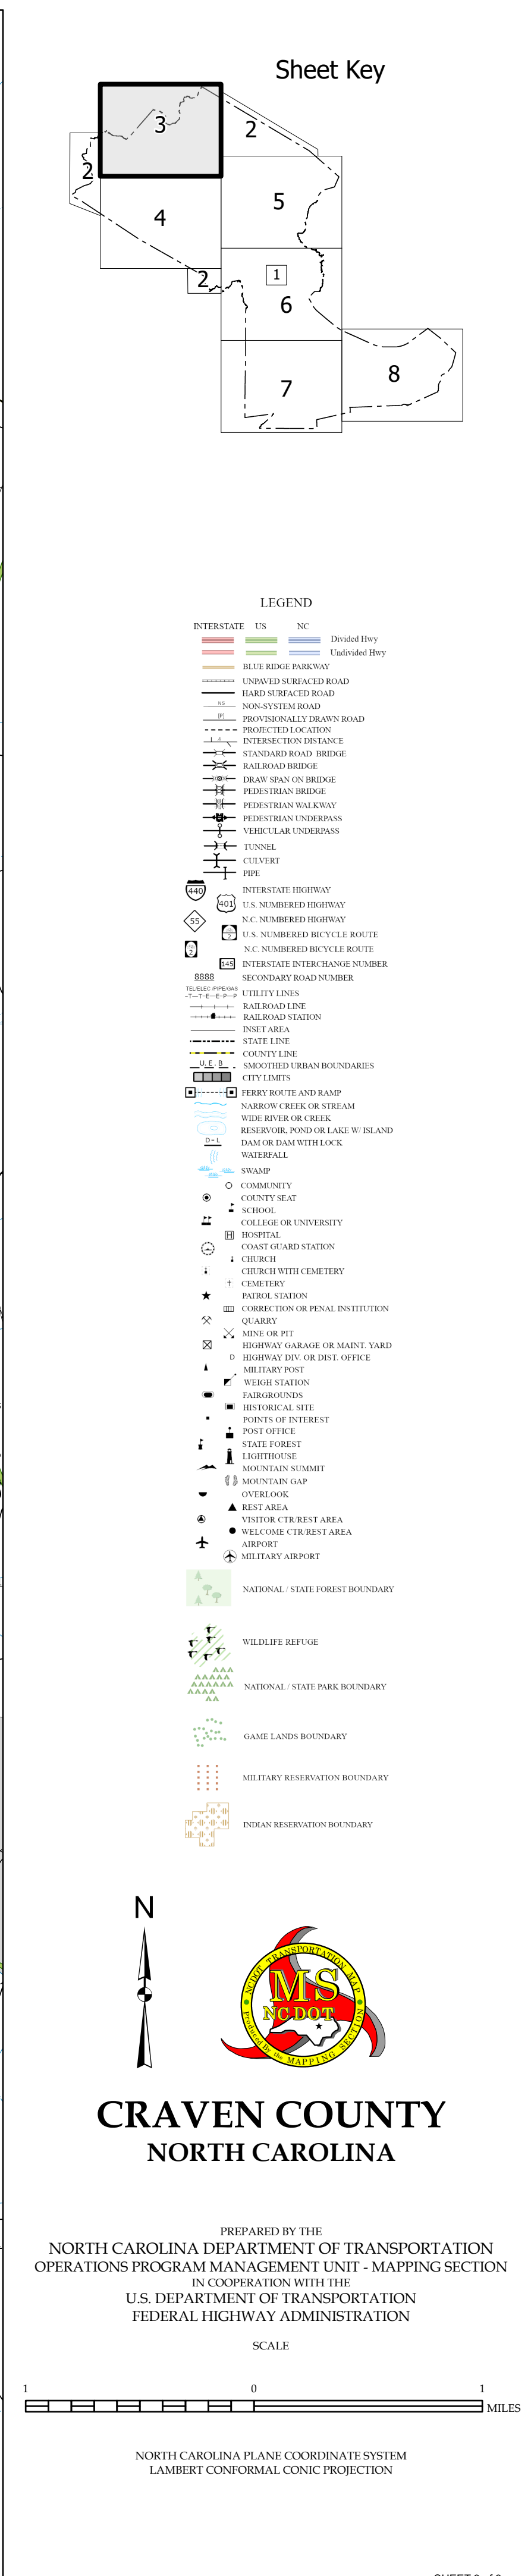 Sheet Key
3
2
2
5
4
1
2
6
8
7
LEGEND
INTERSTATE US NC
Divided Hwy
Undivided Hwy
BLUE RIDGE PARKWAY
UNPAVED SURFACED ROAD
HARD SURFACED ROAD
NS NON-SYSTEM ROAD
[P] PROVISIONALLY DRAWN ROAD
PROJECTED LOCATION
INTERSECTION DISTANCE
STANDARD ROAD BRIDGE
RAILROAD BRIDGE
DRAW SPAN ON BRIDGE
PEDESTRIAN BRIDGE
PEDESTRIAN WALKWAY
PEDESTRIAN UNDERPASS
VEHICULAR UNDERPASS
TUNNEL
CULVERT
PIPE
440 INTERSTATE HIGHWAY
401 U.S. NUMBERED HIGHWAY
55 N.C. NUMBERED HIGHWAY
2 U.S. NUMBERED BICYCLE ROUTE
2 N.C. NUMBERED BICYCLE ROUTE
145 INTERSTATE INTERCHANGE NUMBER
8888 SECONDARY ROAD NUMBER
TEL/ELEC/PIPE/GAS
-T--T-E--E-P--P UTILITY LINES
RAILROAD LINE
RAILROAD STATION
INSET AREA
STATE LINE
COUNTY LINE
U.E.B SMOOTHED URBAN BOUNDARIES
CITY LIMITS
FERRY ROUTE AND RAMP
NARROW CREEK OR STREAM
WIDE RIVER OR CREEK
RESERVOIR, POND OR LAKE W/ ISLAND
D-L DAM OR DAM WITH LOCK
WATERFALL
SWAMP
COMMUNITY
COUNTY SEAT
SCHOOL
COLLEGE OR UNIVERSITY
H HOSPITAL
COAST GUARD STATION
CHURCH
CHURCH WITH CEMETERY
CEMETERY
PATROL STATION
CORRECTION OR PENAL INSTITUTION
QUARRY
MINE OR PIT
HIGHWAY GARAGE OR MAINT. YARD
D HIGHWAY DIV. OR DIST. OFFICE
MILITARY POST
WEIGH STATION
FAIRGROUNDS
HISTORICAL SITE
POINTS OF INTEREST
POST OFFICE
STATE FOREST
LIGHTHOUSE
MOUNTAIN SUMMIT
MOUNTAIN GAP
OVERLOOK
REST AREA
VISITOR CTR/REST AREA
WELCOME CTR/REST AREA
AIRPORT
MILITARY AIRPORT
NATIONAL / STATE FOREST BOUNDARY
WILDLIFE REFUGE
NATIONAL / STATE PARK BOUNDARY
GAME LANDS BOUNDARY
MILITARY RESERVATION BOUNDARY
INDIAN RESERVATION BOUNDARY
N
NCDOT TRANSPORTATION MAP
MS
NCDOT
Produced By the MAPPING SECTION
CRAVEN COUNTY
NORTH CAROLINA
PREPARED BY THE
NORTH CAROLINA DEPARTMENT OF TRANSPORTATION
OPERATIONS PROGRAM MANAGEMENT UNIT - MAPPING SECTION
IN COOPERATION WITH THE
U.S. DEPARTMENT OF TRANSPORTATION
FEDERAL HIGHWAY ADMINISTRATION
SCALE
1 0 1
MILES
NORTH CAROLINA PLANE COORDINATE SYSTEM
LAMBERT CONFORMAL CONIC PROJECTION